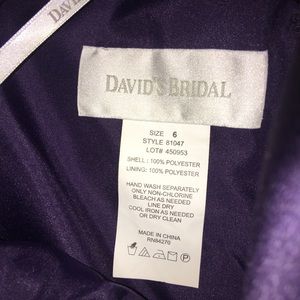 DAVID'S
DAVID'S BRIDAL
SIZE 6
STYLE 81047
LOT# 450953
SHELL : 100% POLYESTER
LINING: 100% POLYESTER
HAND WASH SEPARATELY
ONLY NON-CHLORINE
BLEACH AS NEEDED
LINE DRY
COOL IRON AS NEEDED
OR DRY CLEAN
MADE IN CHINA
RN84270